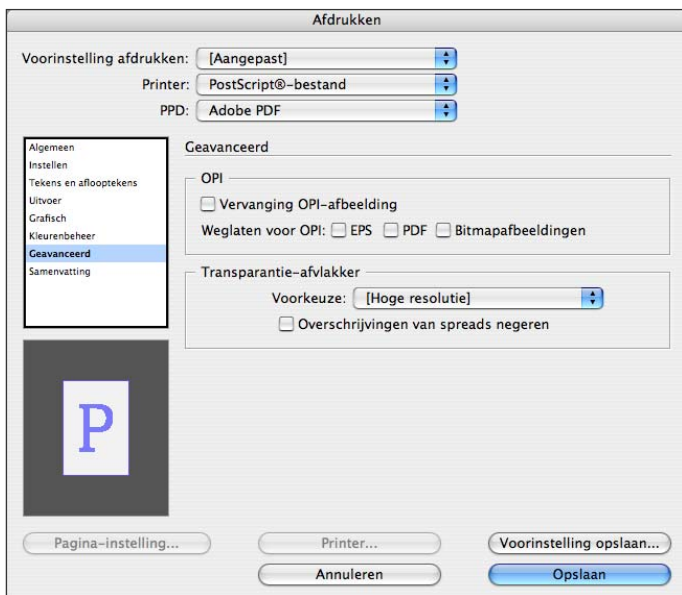 Afdrukken
Voorinstelling afdrukken: [Aangepast]
Printer: PostScript®-bestand
PPD: Adobe PDF
Algemeen
Instellen
Tekens en aflooptekens
Uitvoer
Grafisch
Kleurenbeheer
Geavanceerd
Samenvatting
Geavanceerd
OPI
Vervanging OPI-afbeelding
Weglaten voor OPI: EPS PDF Bitmapafbeeldingen
Transparantie-afvlakker
Voorkeuze: [Hoge resolutie]
Overschrijvingen van spreads negeren
P
Pagina-instelling... Printer... Voorinstelling opslaan...
Annuleren Opslaan